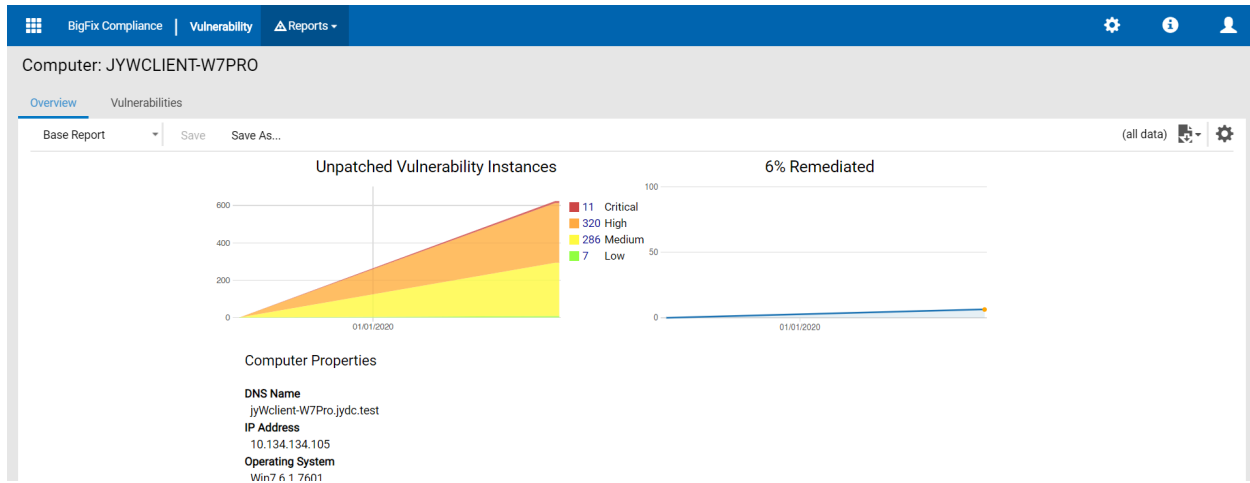 BigFix Compliance | Vulnerability Reports
Computer: JYWCLIENT-W7PRO
Overview Vulnerabilities
Base Report Save Save As... (all data)
Unpatched Vulnerability Instances
600
400
200
0
01/01/2020
11 Critical
320 High
286 Medium
7 Low
6% Remediated
100
50
0
01/01/2020
Computer Properties
DNS Name
jyWclient-W7Pro.jydc.test
IP Address
10.134.134.105
Operating System
Win7 6.1.7601